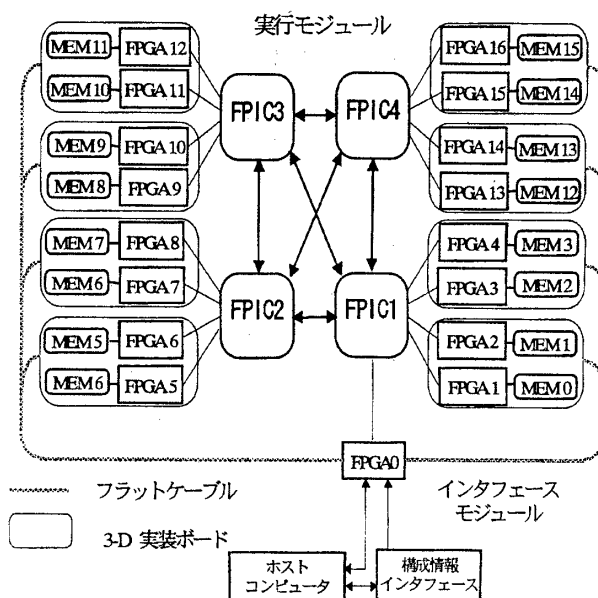 実行モジュール
MEM11 FPGA12
MEM10 FPGA11
MEM9 FPGA10
MEM8 FPGA9
MEM7 FPGA8
MEM6 FPGA7
MEM5 FPGA6
MEM6 FPGA5
FPIC3
FPIC4
FPIC2
FPIC1
FPGA16 MEM15
FPGA15 MEM14
FPGA14 MEM13
FPGA13 MEM12
FPGA4 MEM3
FPGA3 MEM2
FPGA2 MEM1
FPGA1 MEM0
FPGA0
フラットケーブル
3-D 実装ボード
インタフェース
モジュール
ホスト
コンピュータ
構成情報
インタフェース